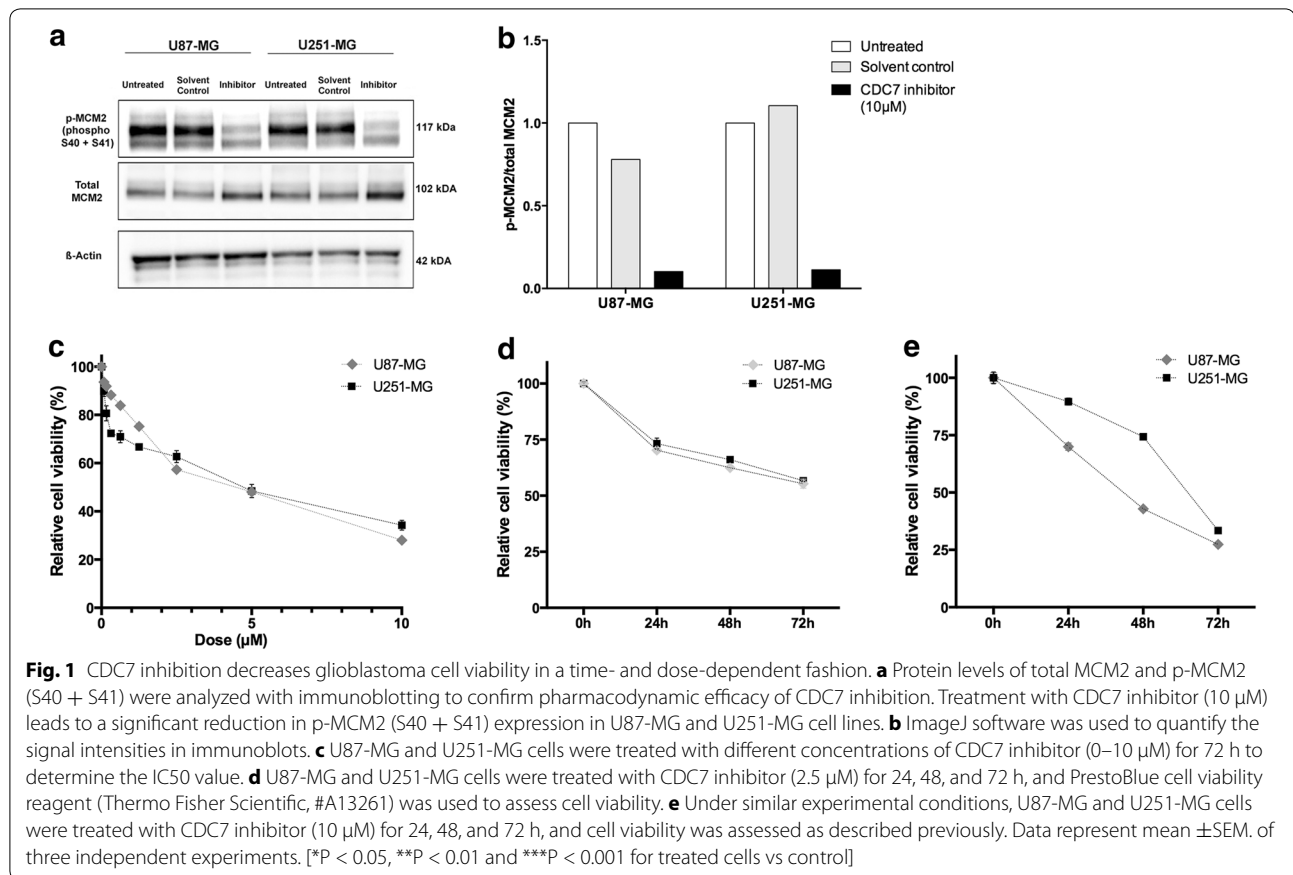 a
U87-MG
U251-MG
Untreated
Solvent
Control
Inhibitor
Untreated
Solvent
Control
Inhibitor
p-MCM2
(phospho
S40 + S41)
117 kDa
Total
MCM2
102 kDA
ß-Actin
42 kDA
b
1.5
1.0
0.5
0.0
p-MCM2/total MCM2
U87-MG
U251-MG
Untreated
Solvent control
CDC7 inhibitor
(10µM)
c
100
80
60
40
20
0
Relative cell viability (%)
0
5
10
Dose (µM)
U87-MG
U251-MG
d
100
75
50
25
0
Relative cell viability (%)
0h
24h
48h
72h
U87-MG
U251-MG
e
100
75
50
25
0
Relative cell viability (%)
0h
24h
48h
72h
U87-MG
U251-MG
Fig. 1 CDC7 inhibition decreases glioblastoma cell viability in a time- and dose-dependent fashion. a Protein levels of total MCM2 and p-MCM2
(S40 + S41) were analyzed with immunoblotting to confirm pharmacodynamic efficacy of CDC7 inhibition. Treatment with CDC7 inhibitor (10 µM)
leads to a significant reduction in p-MCM2 (S40 + S41) expression in U87-MG and U251-MG cell lines. b ImageJ software was used to quantify the
signal intensities in immunoblots. c U87-MG and U251-MG cells were treated with different concentrations of CDC7 inhibitor (0–10 µM) for 72 h to
determine the IC50 value. d U87-MG and U251-MG cells were treated with CDC7 inhibitor (2.5 µM) for 24, 48, and 72 h, and PrestoBlue cell viability
reagent (Thermo Fisher Scientific, #A13261) was used to assess cell viability. e Under similar experimental conditions, U87-MG and U251-MG cells
were treated with CDC7 inhibitor (10 µM) for 24, 48, and 72 h, and cell viability was assessed as described previously. Data represent mean ±SEM. of
three independent experiments. [*P < 0.05, **P < 0.01 and ***P < 0.001 for treated cells vs control]